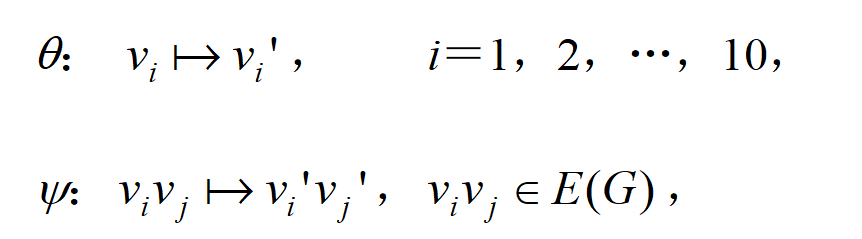 θ： v_i ↦ v_i'， i＝1，2，…，10，
ψ： v_i v_j ↦ v_i' v_j'，v_i v_j ∈ E(G)，